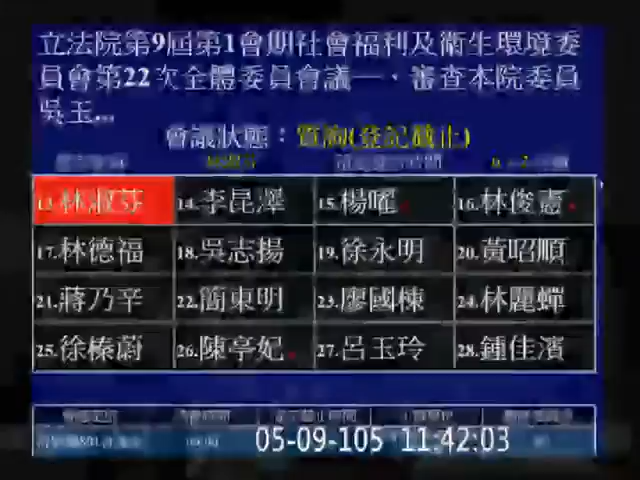 立法院第9屆第1會期社會福利及衛生環境委
員會第22次全體委員會議一、審查本院委員
吳玉...
會議狀態：質詢(登記截止)
13.林淑芬 14.李昆澤 15.楊曜 16.林俊憲
17.林德福 18.吳志揚 19.徐永明 20.黃昭順
21.蔣乃辛 22.簡東明 23.廖國棟 24.林麗蟬
25.徐榛蔚 26.陳亭妃 27.呂玉玲 28.鍾佳濱
05-09-105 11:42:03